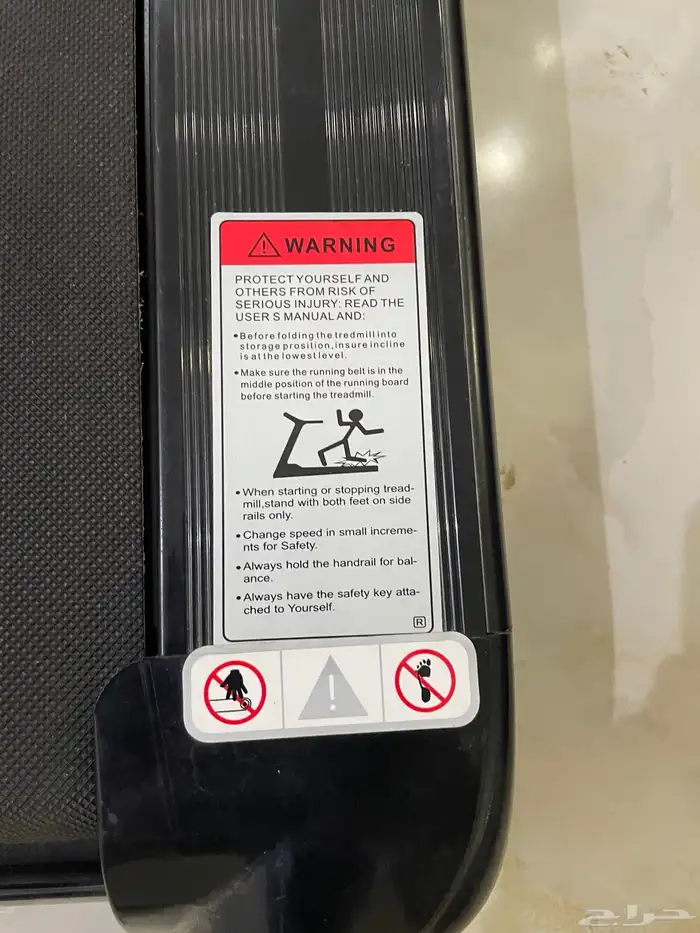 WARNING
PROTECT YOURSELF AND
OTHERS FROM RISK OF
SERIOUS INJURY: READ THE
USER S MANUAL AND:
•Before folding the tredmill into
storage prosition,insure incline
is at the lowest level.
•Make sure the running belt is in the
middle position of the running board
before starting the treadmill.
•When starting or stopping tread-
mill,stand with both feet on side
rails only.
•Change speed in small increme-
nts for Safety.
•Always hold the handrail for bal-
ance.
•Always have the safety key atta-
ched to Yourself.
R
حراج